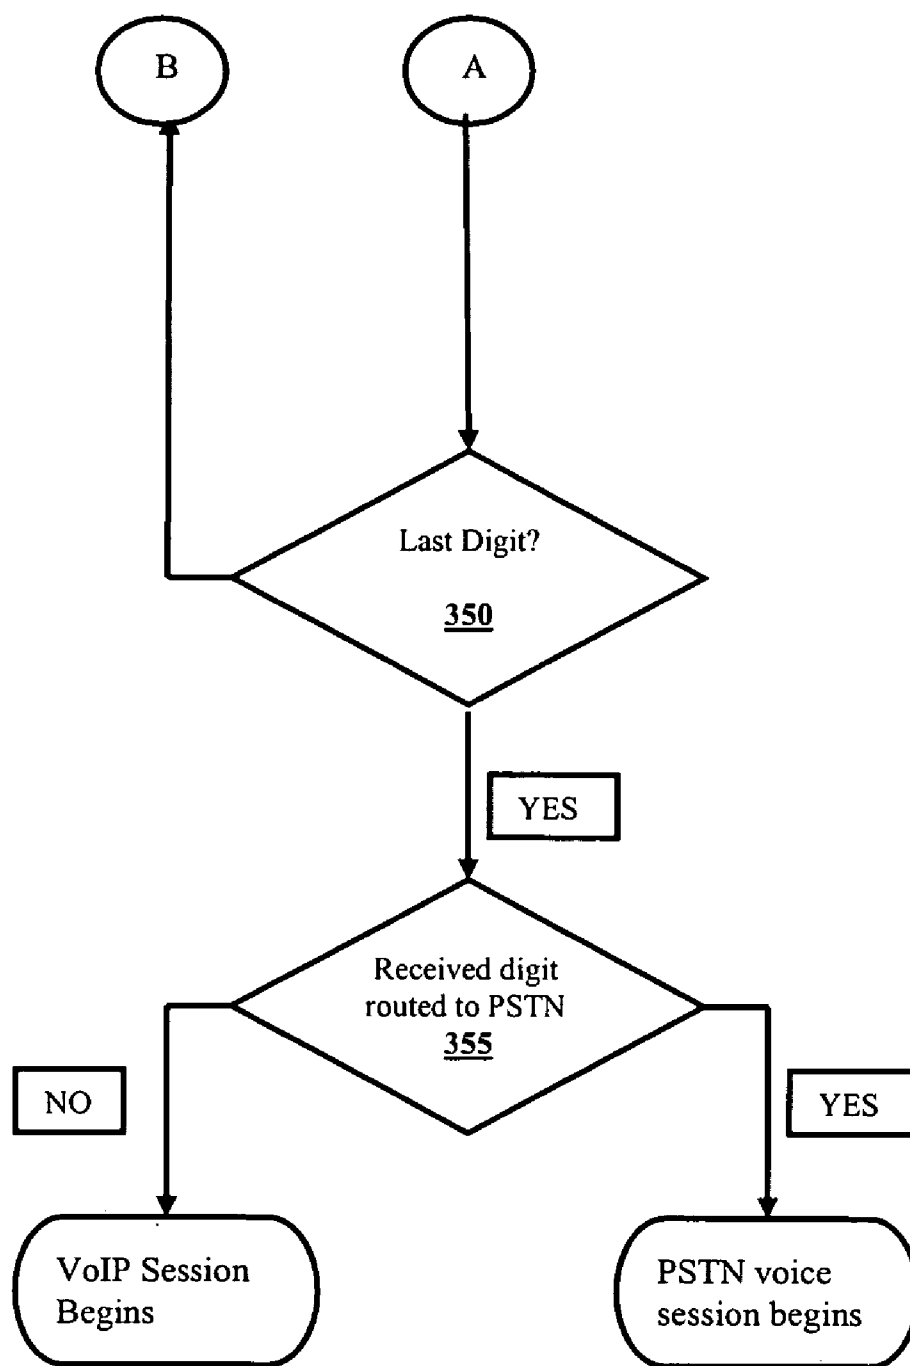 B
A
Last Digit?
350
YES
Received digit
routed to PSTN
355
NO
YES
VoIP Session
Begins
PSTN voice
session begins